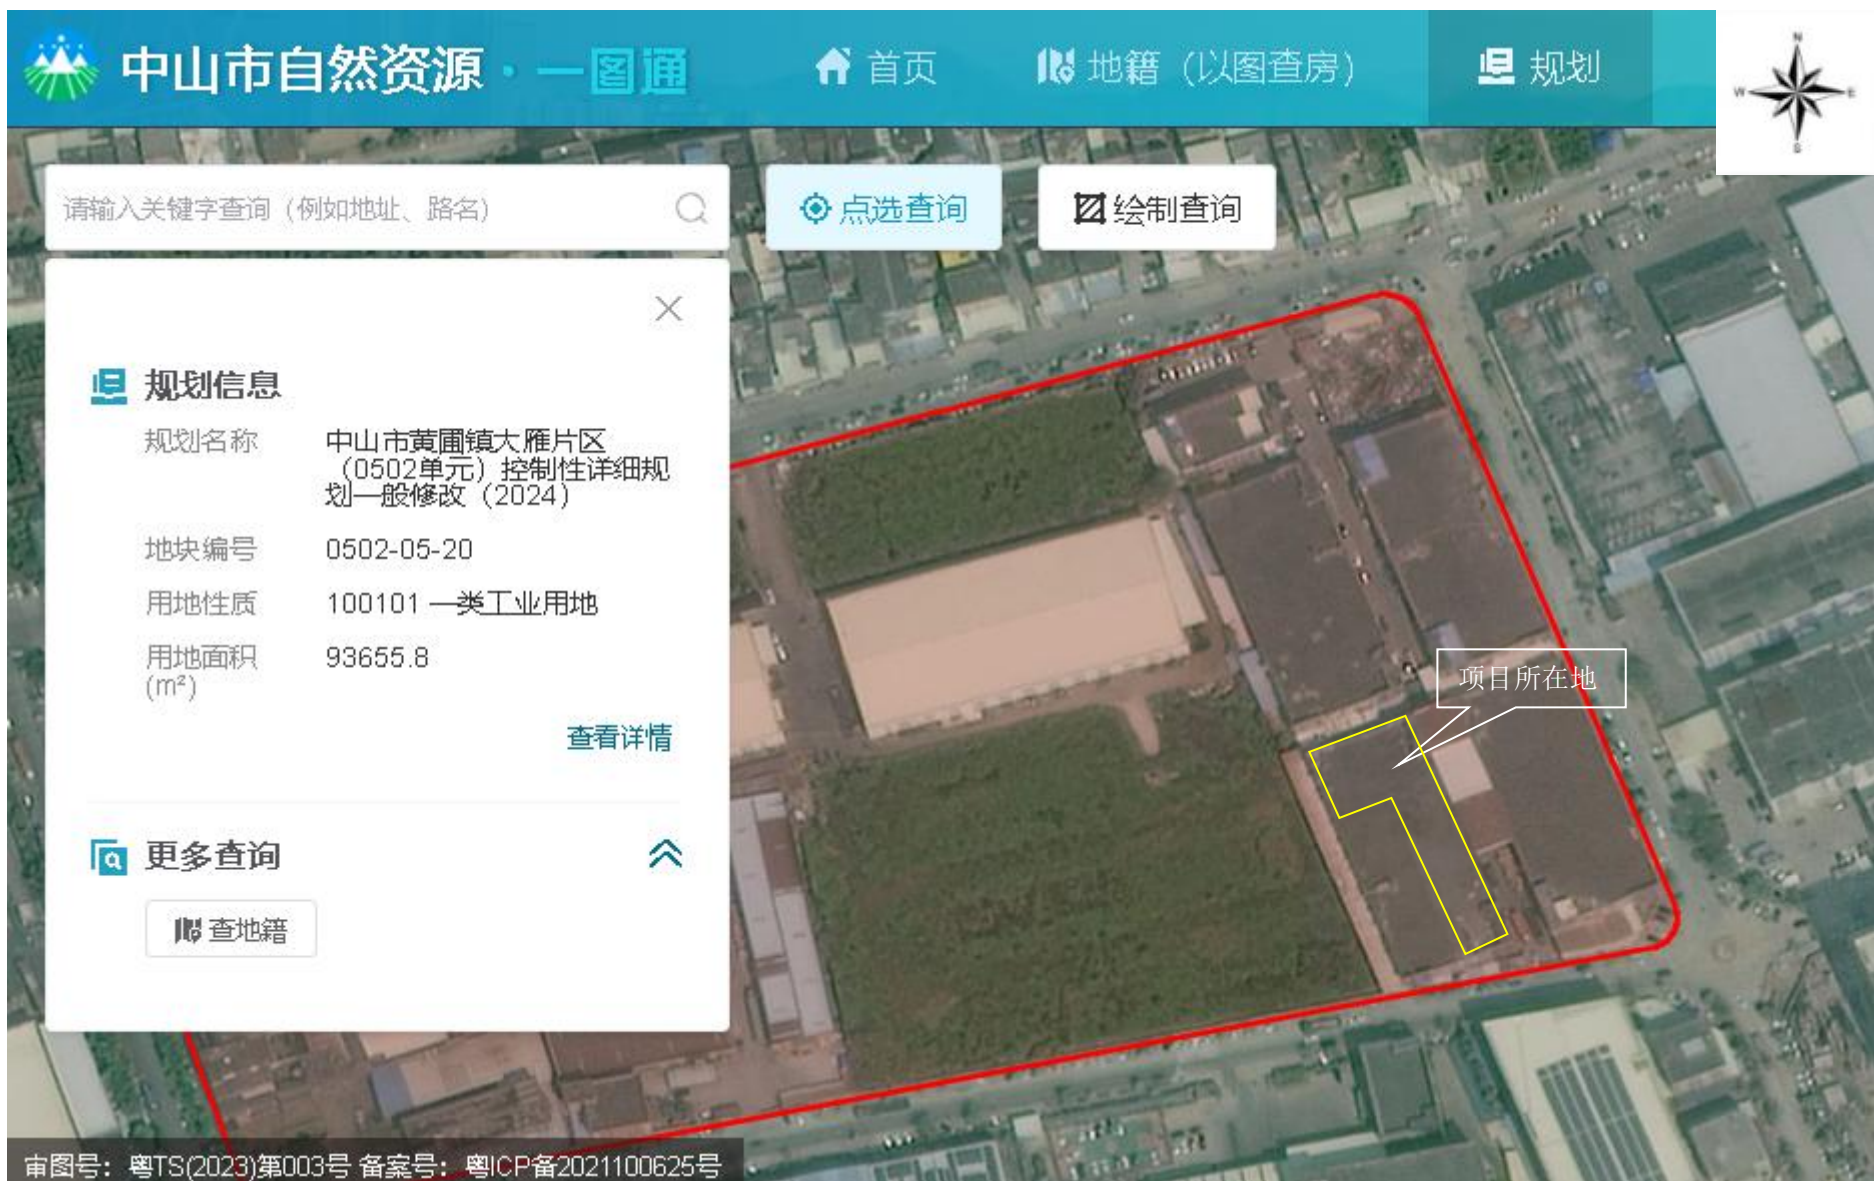 中山市自然资源·一图通
首页
地籍（以图查房）
规划
N
W
E
S
请输入关键字查询（例如地址、路名）
点选查询
绘制查询
规划信息
规划名称
中山市黄圃镇大雁片区
（0502单元）控制性详细规
划一般修改（2024）
地块编号
0502-05-20
用地性质
100101 一类工业用地
用地面积
(m²)
93655.8
查看详情
更多查询
查地籍
项目所在地
审图号：粤TS(2023)第003号 备案号：粤ICP备2021100625号